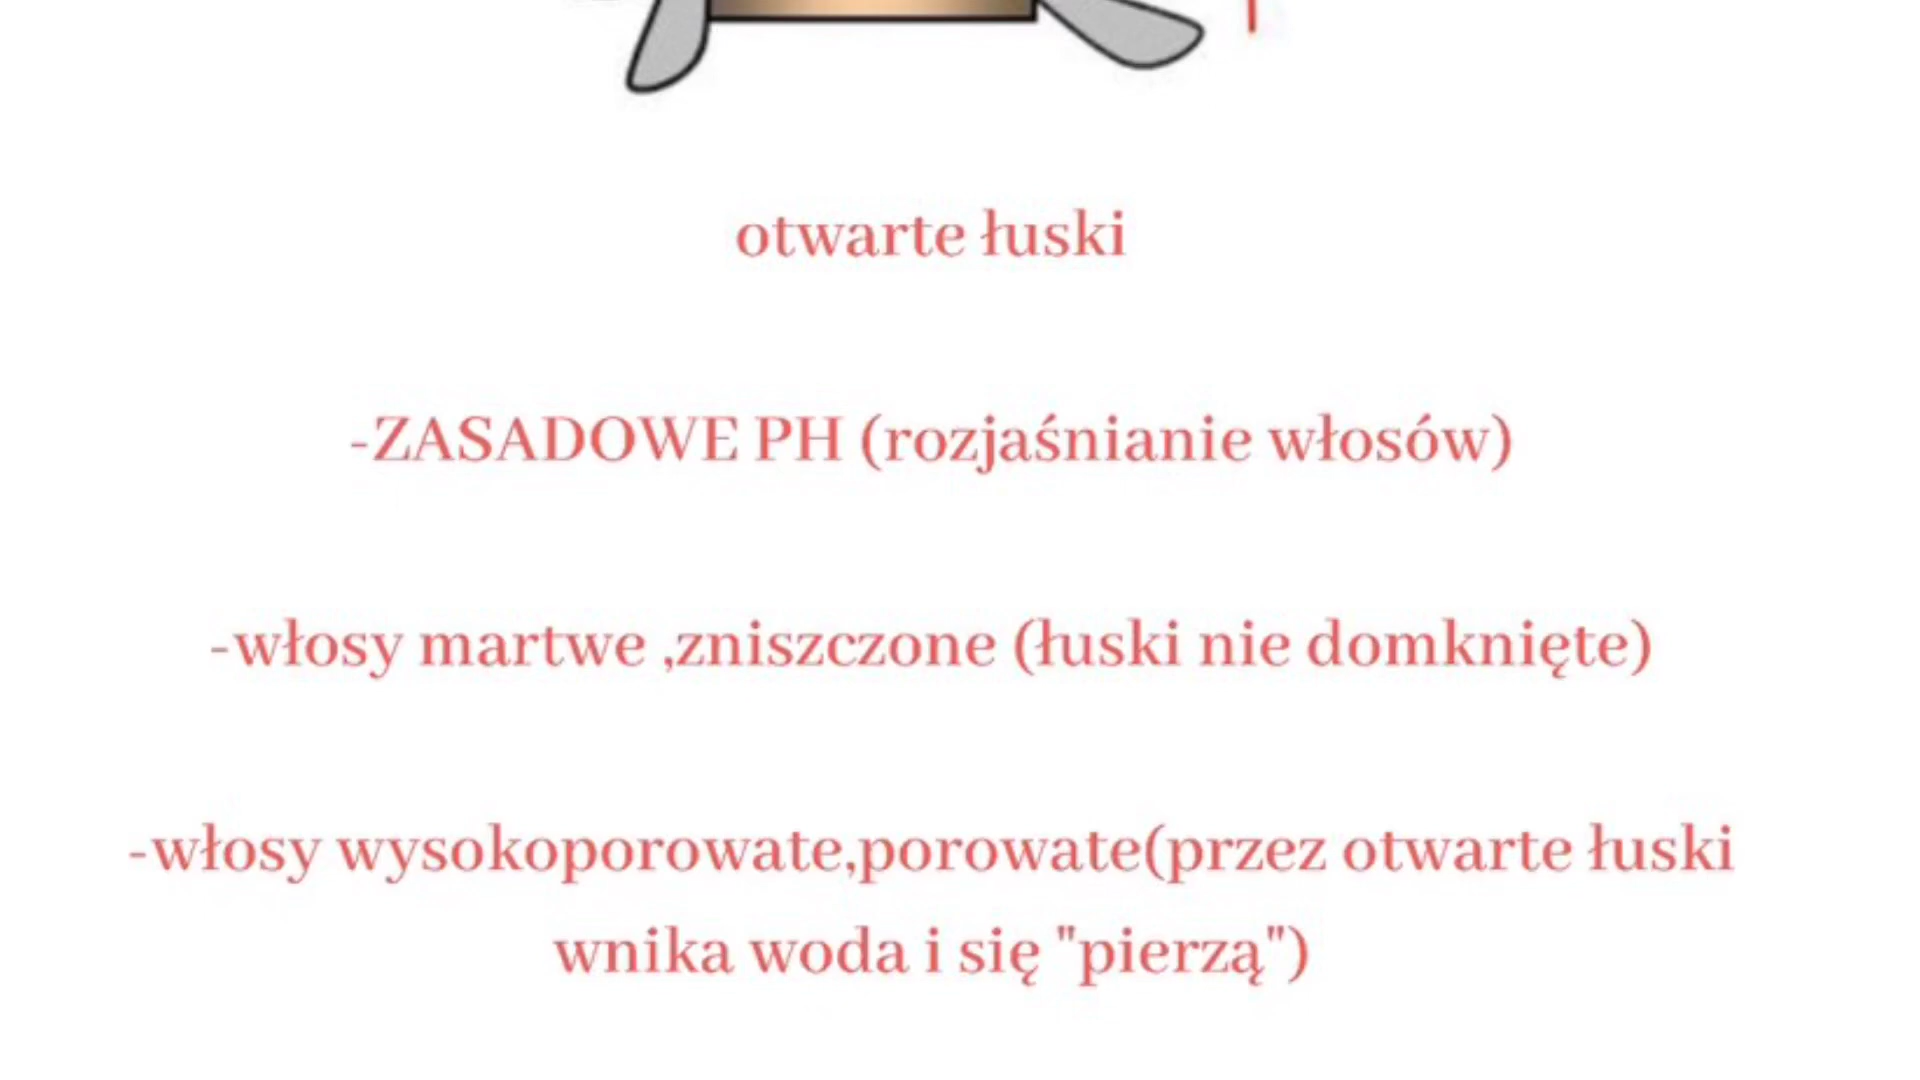 otwarte łuski
-ZASADOWE PH (rozjaśnianie włosów)
-włosy martwe ,zniszczone (łuski nie domknięte)
-włosy wysokoporowate,porowate(przez otwarte łuski
wnika woda i się "pierzą")